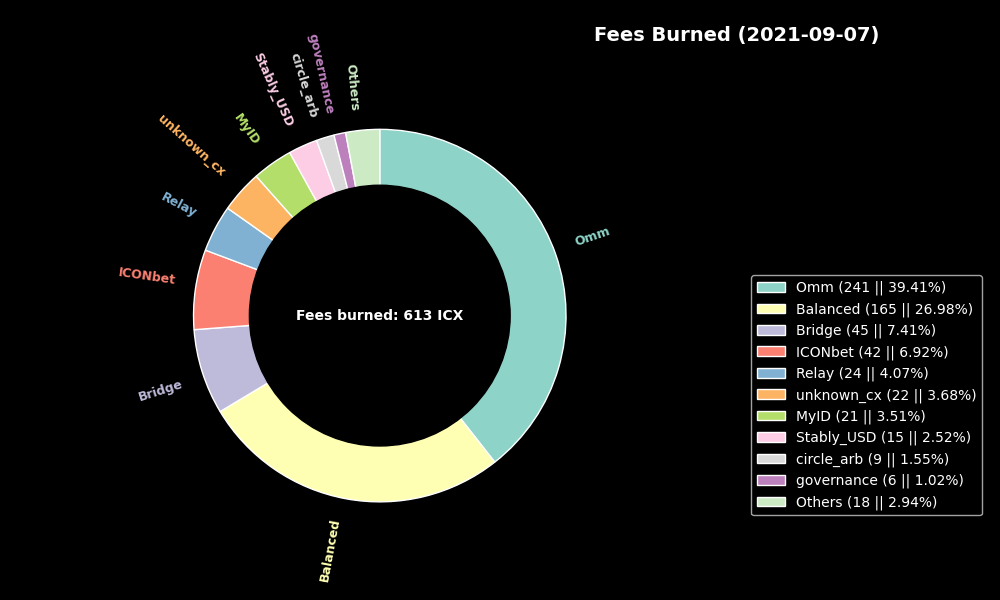 Fees Burned (2021-09-07)
Others
governance
circle_arb
Stably_USD
MyID
unknown_cx
Relay
ICONbet
Bridge
Balanced
Omm
Fees burned: 613 ICX
Omm (241 || 39.41%)
Balanced (165 || 26.98%)
Bridge (45 || 7.41%)
ICONbet (42 || 6.92%)
Relay (24 || 4.07%)
unknown_cx (22 || 3.68%)
MyID (21 || 3.51%)
Stably_USD (15 || 2.52%)
circle_arb (9 || 1.55%)
governance (6 || 1.02%)
Others (18 || 2.94%)